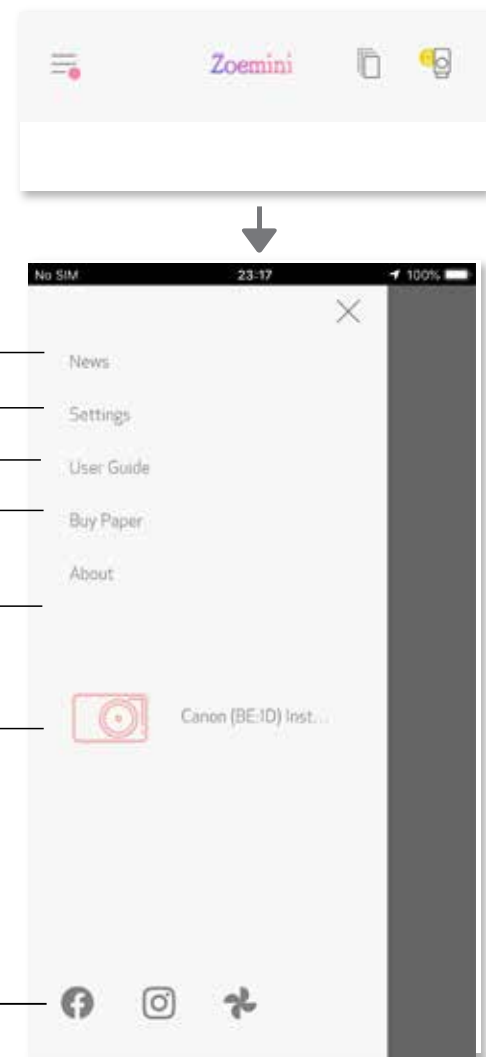 Zoemini
No SIM 23:17 100%
News
Settings
User Guide
Buy Paper
About
Canon (BE:1D) Inst...